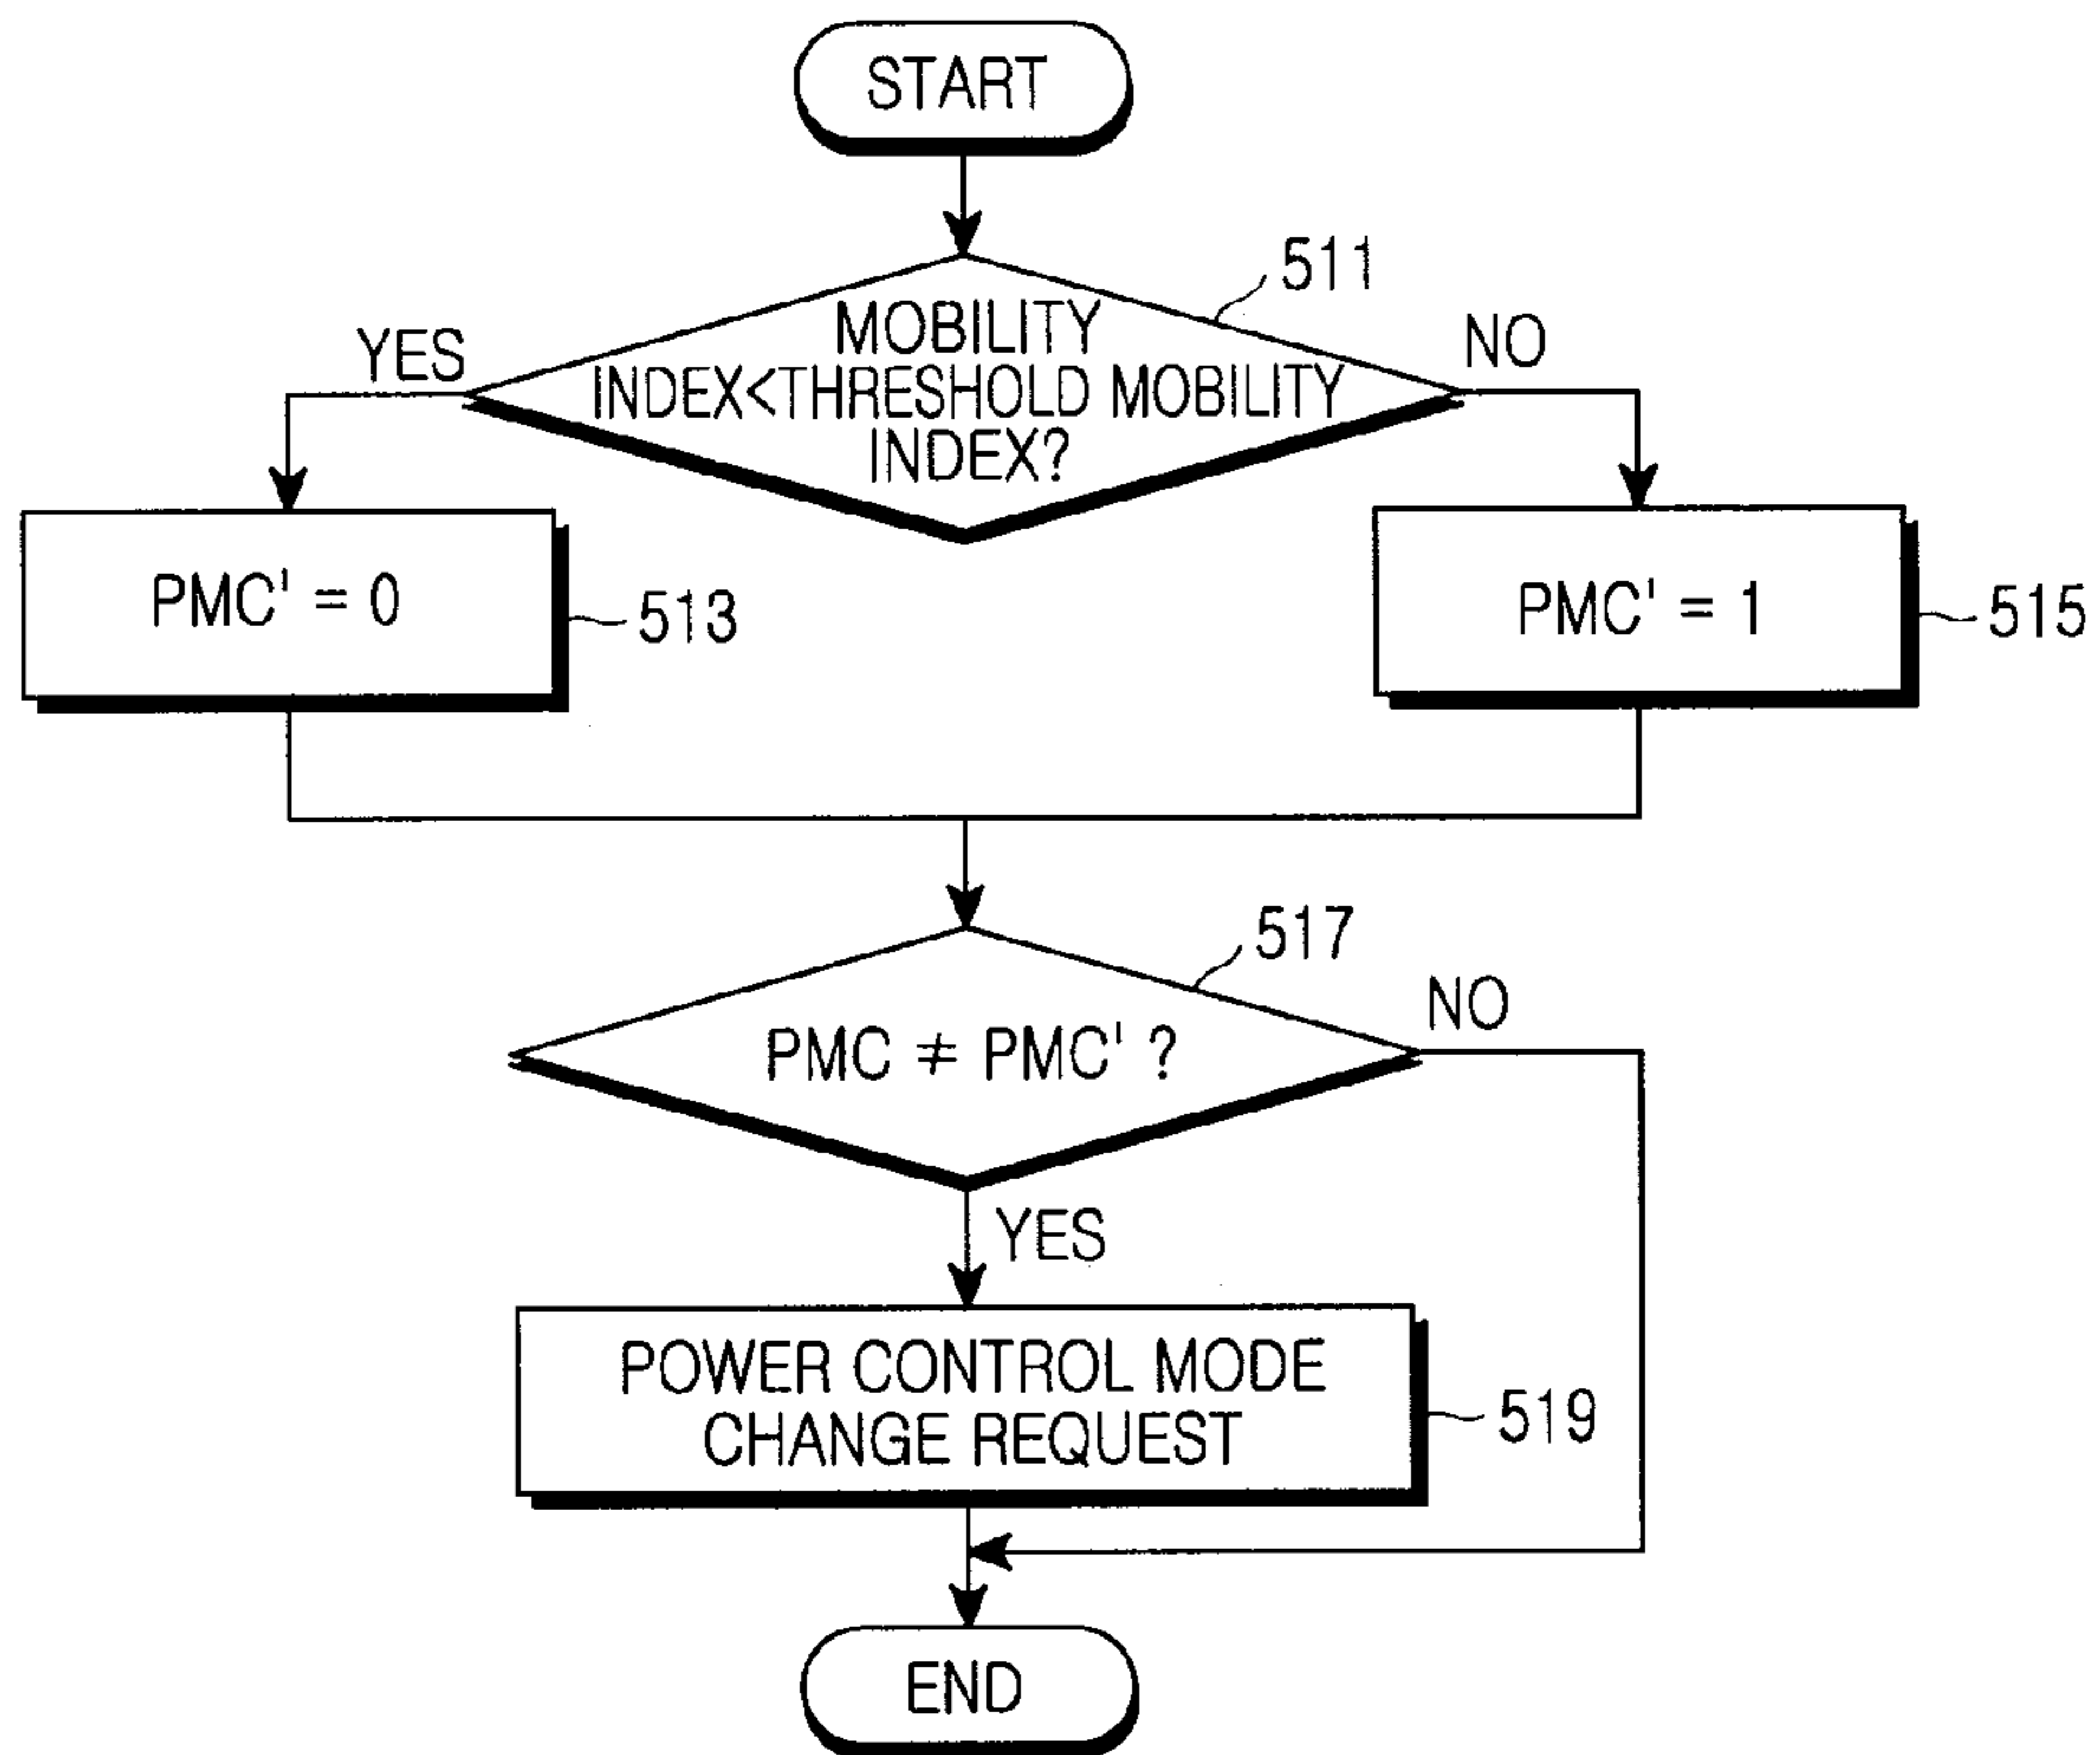 START
511
MOBILITY
INDEX<THRESHOLD MOBILITY
INDEX?
YES
NO
PMC' = 0
513
PMC' = 1
515
517
PMC ≠ PMC' ?
NO
YES
POWER CONTROL MODE
CHANGE REQUEST
519
END